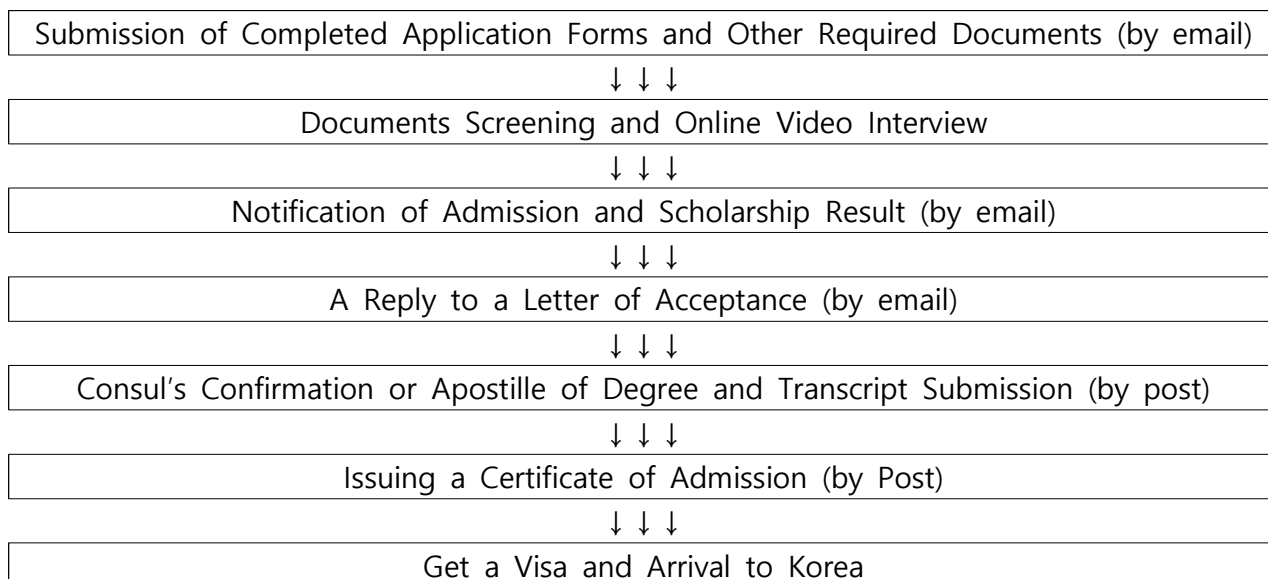 Submission of Completed Application Forms and Other Required Documents (by email)
↓ ↓ ↓
Documents Screening and Online Video Interview
↓ ↓ ↓
Notification of Admission and Scholarship Result (by email)
↓ ↓ ↓
A Reply to a Letter of Acceptance (by email)
↓ ↓ ↓
Consul’s Confirmation or Apostille of Degree and Transcript Submission (by post)
↓ ↓ ↓
Issuing a Certificate of Admission (by Post)
↓ ↓ ↓
Get a Visa and Arrival to Korea